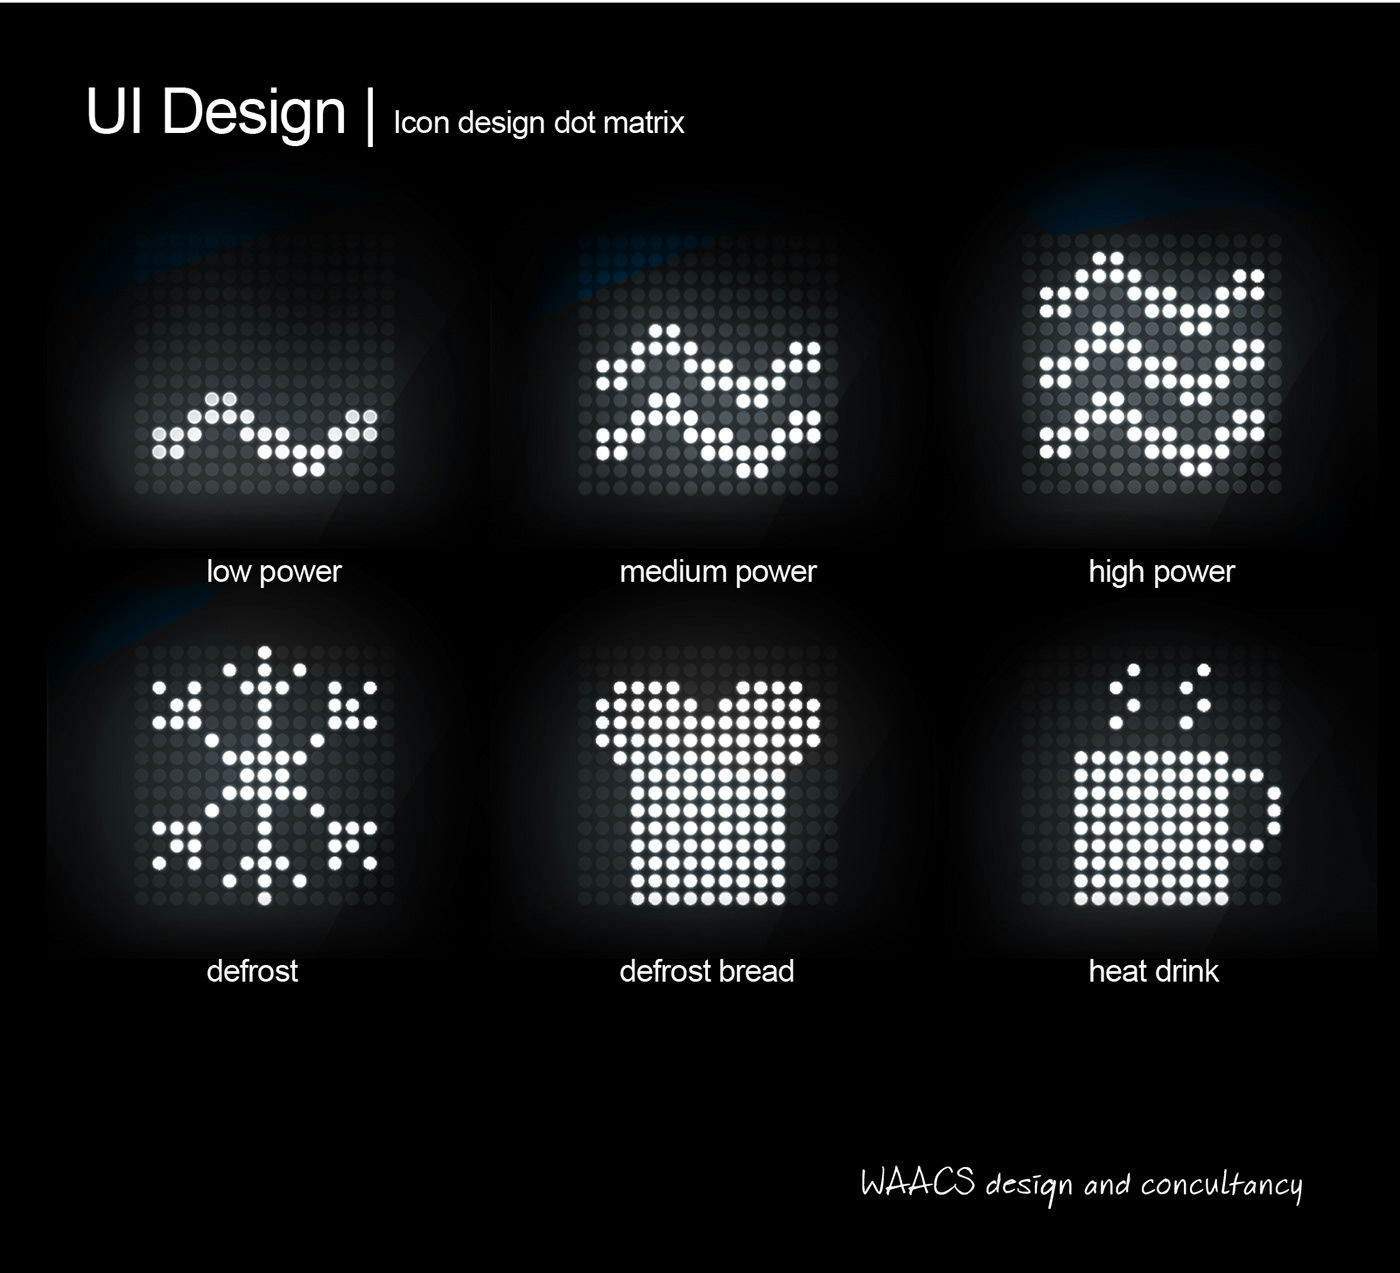 UI Design | Icon design dot matrix
low power
medium power
high power
defrost
defrost bread
heat drink
WAACS design and concultancy